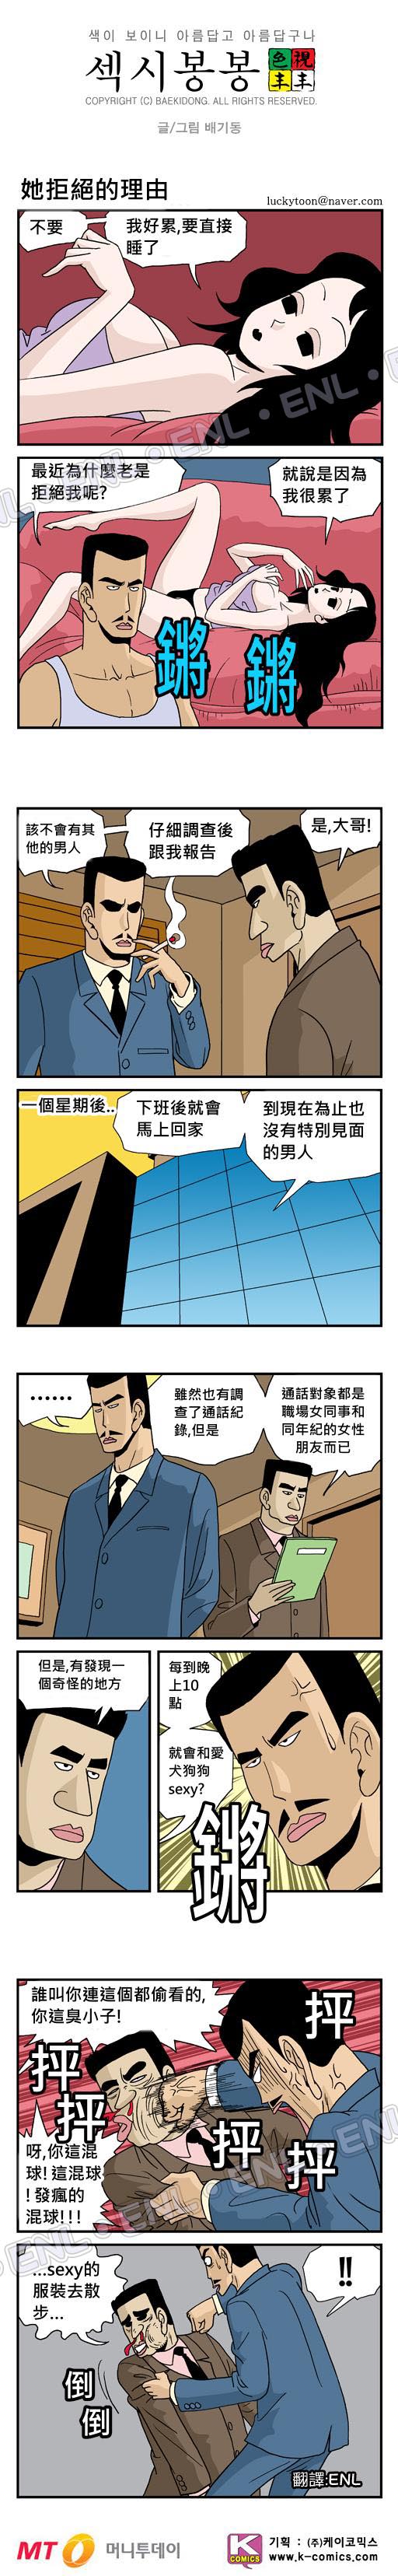 색이 보이니 아름답고 아름답구나
섹시봉봉
色視
丰丰
COPYRIGHT (C) BAEKIDONG. ALL RIGHTS RESERVED.
글/그림 배기동
她拒絕的理由
luckytoon@naver.com
不要
我好累,要直接
睡了
ENL • ENL • ENL • ENL •
最近為什麼老是
拒絕我呢?
就說是因為
我很累了
鏘
鏘
該不會有其
他的男人
仔細調查後
跟我報告
是,大哥!
一個星期後..
下班後就會
馬上回家
到現在為止也
沒有特別見面
的男人
......
雖然也有調
查了通話紀
錄,但是
通話對象都是
職場女同事和
同年紀的女性
朋友而已
但是,有發現一
個奇怪的地方
每到晚
上10
點
就會和愛
犬狗狗
sexy?
鏘
誰叫你連這個都偷看的,
你這臭小子!
抨
抨
抨
抨
抨
呀,你這混
球!這混球
!發瘋的
混球!!!
ENL • ENL • ENL • ENL
...sexy的
服裝去散
步...
!!
倒
倒
翻譯:ENL
MT 머니투데이
K
COMICS
기획 : (주)케이코믹스
www.k-comics.com